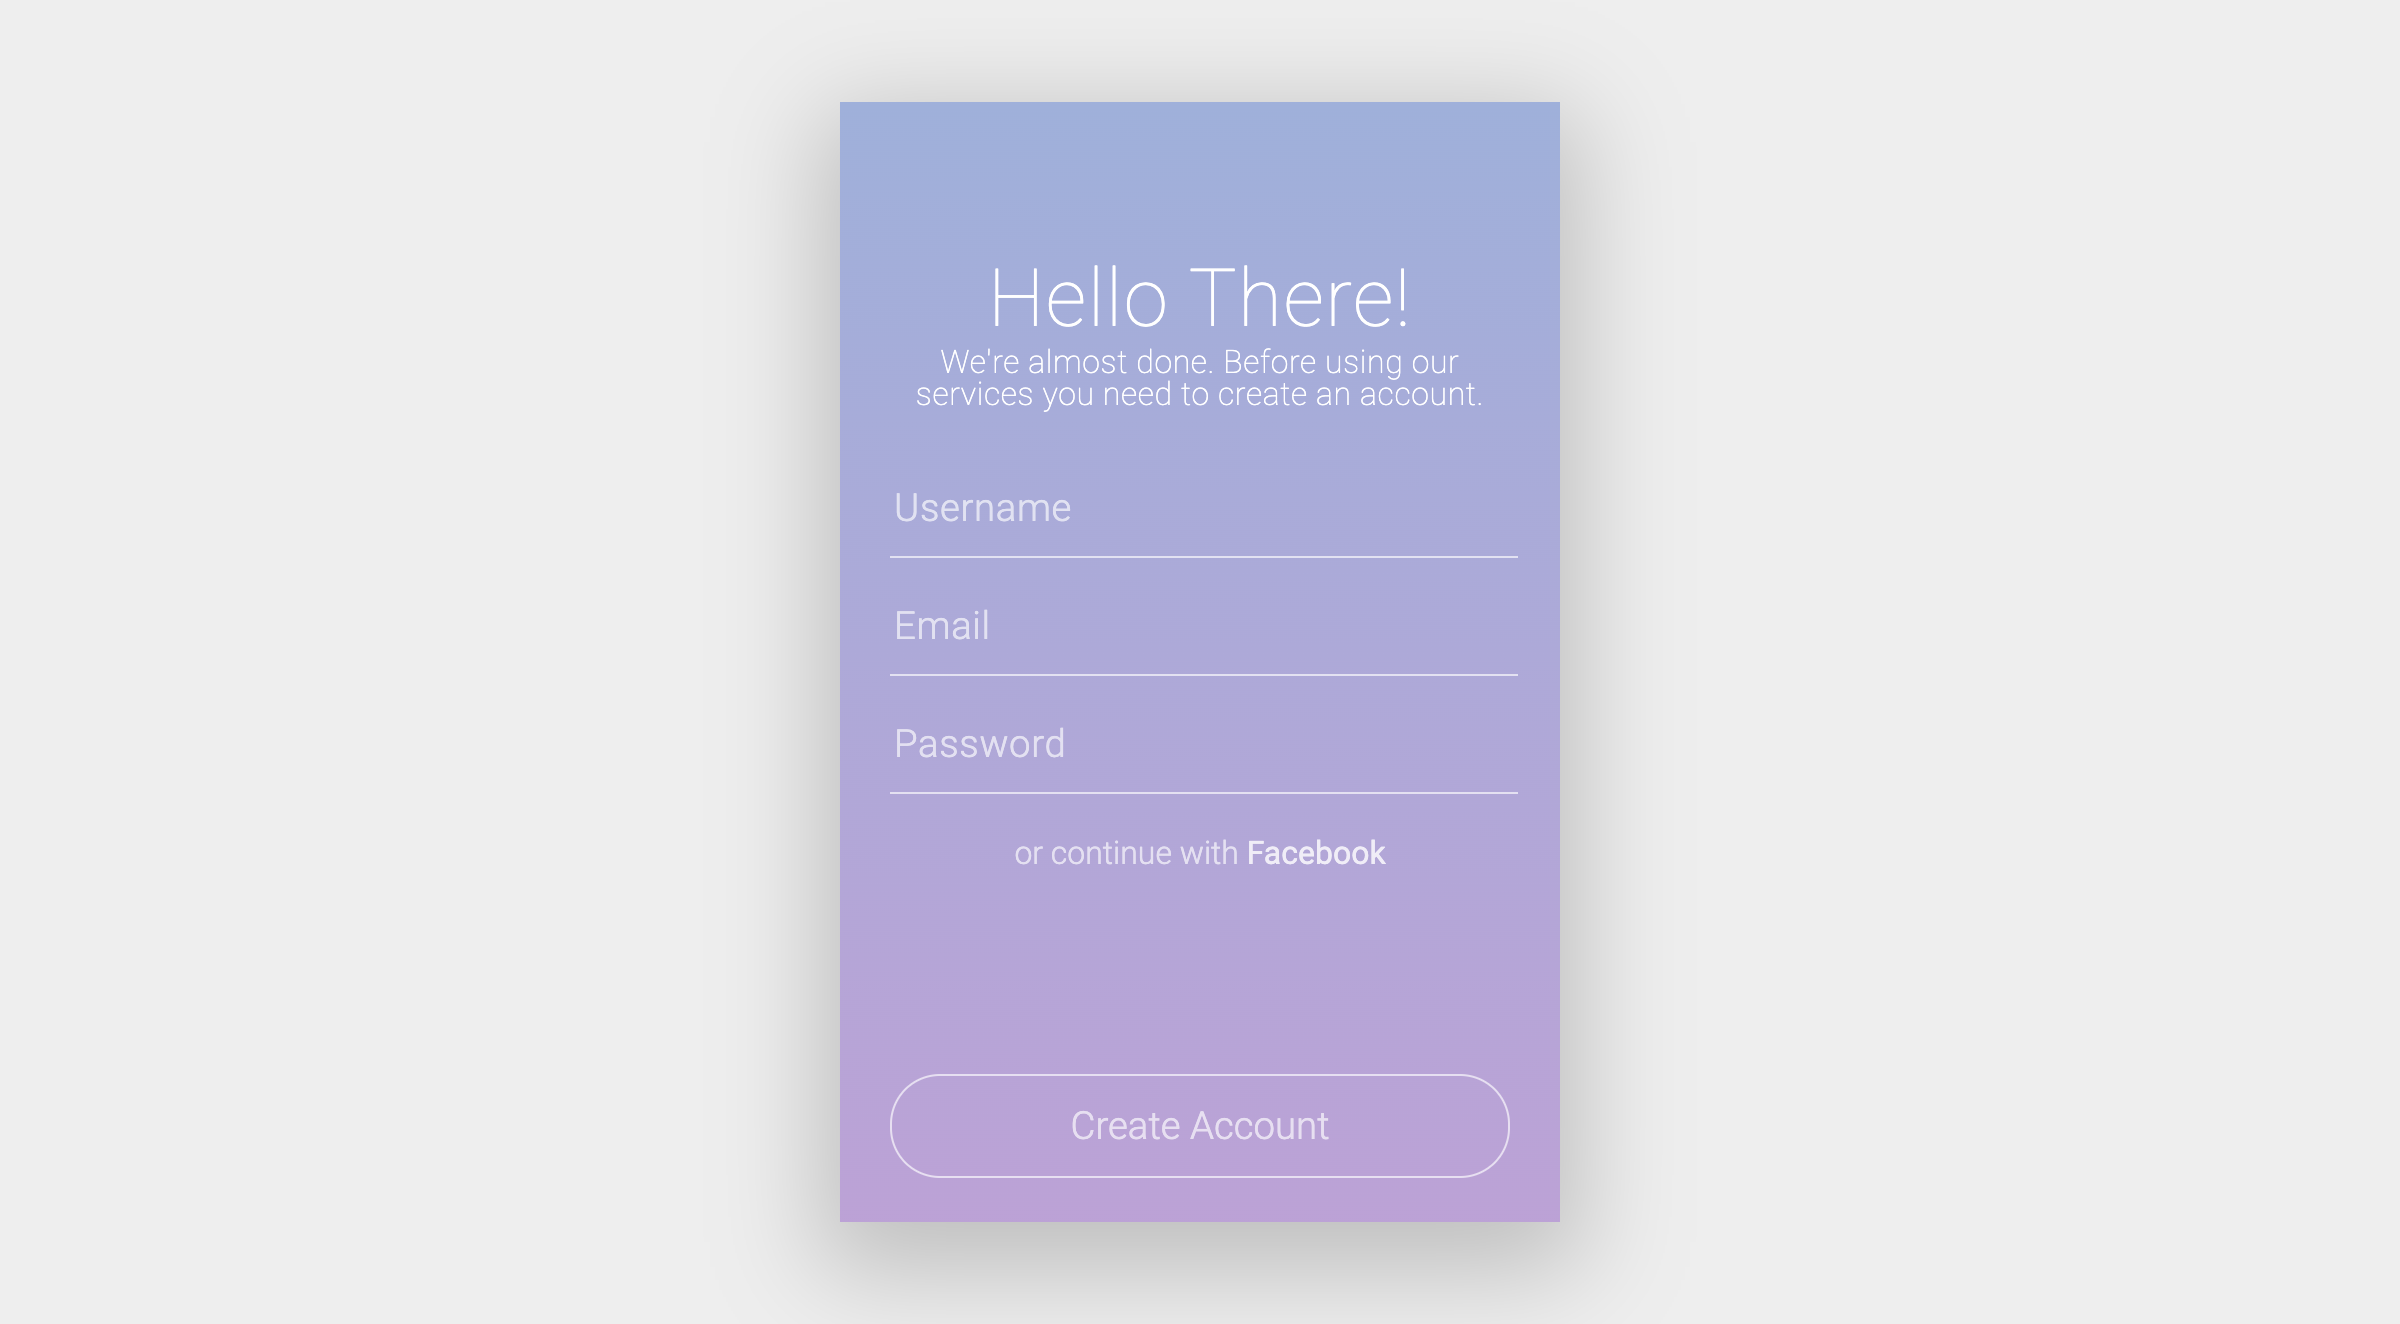 Hello There!
We're almost done. Before using our
services you need to create an account.
Username
Email
Password
or continue with Facebook
Create Account